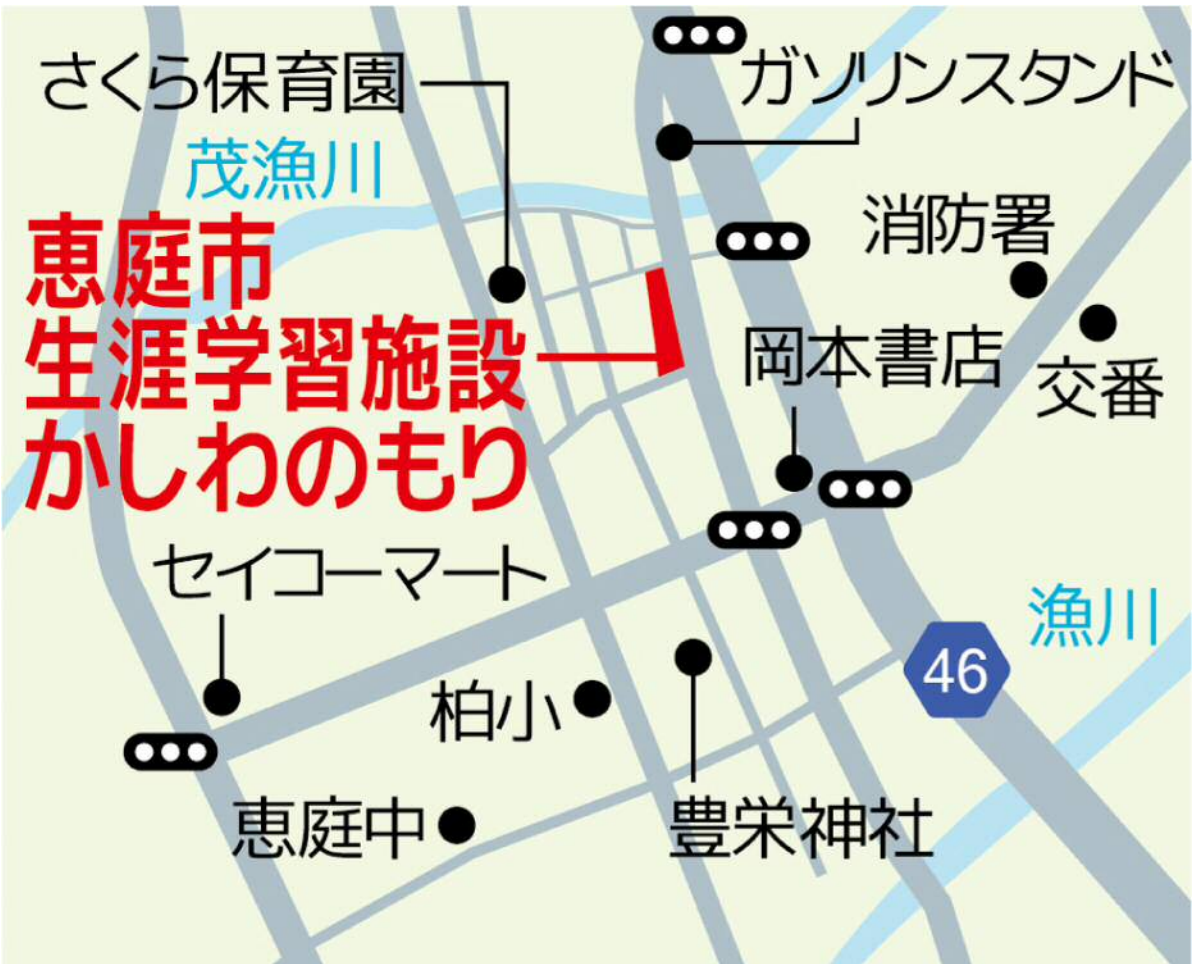 さくら保育園
ガソリンスタンド
茂漁川
消防署
恵庭市
生涯学習施設
かしわのもり
岡本書店
交番
セイコーマート
漁川
46
柏小
恵庭中
豊栄神社